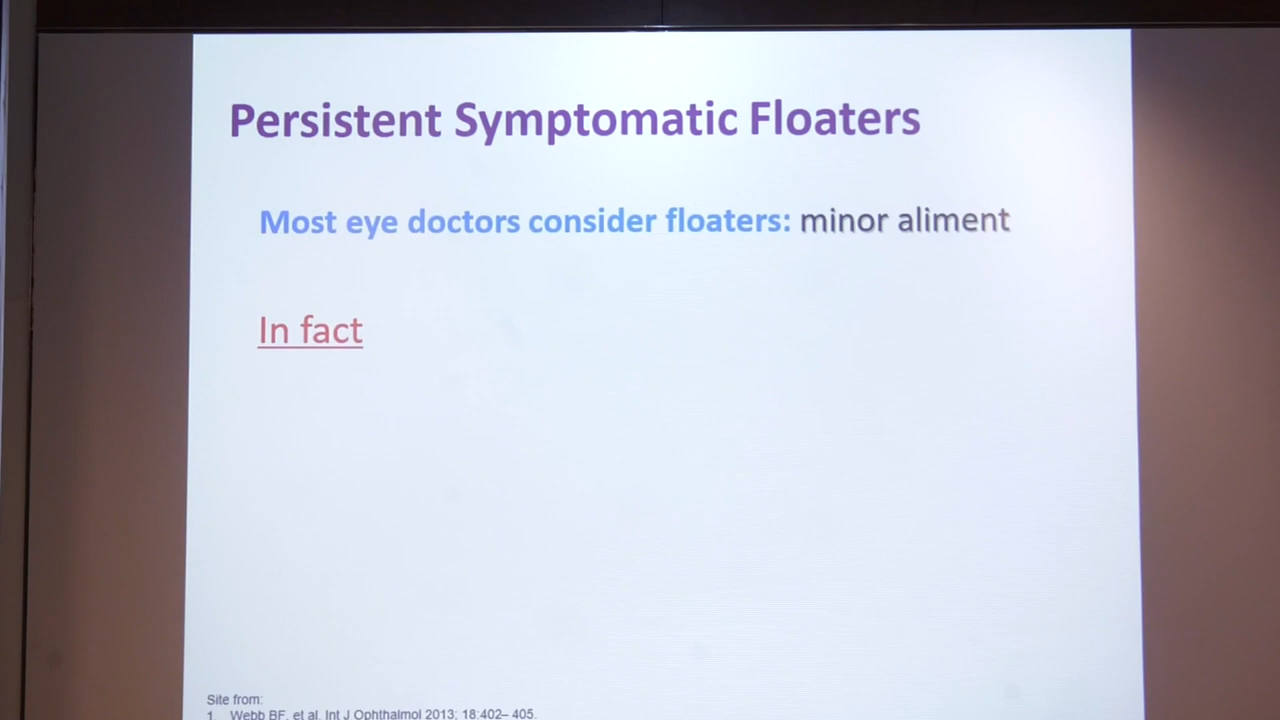 Persistent Symptomatic Floaters
Most eye doctors consider floaters: minor aliment
In fact
Site from:
1. Webb BF, et al. Int J Ophthalmol 2013; 18:402– 405.